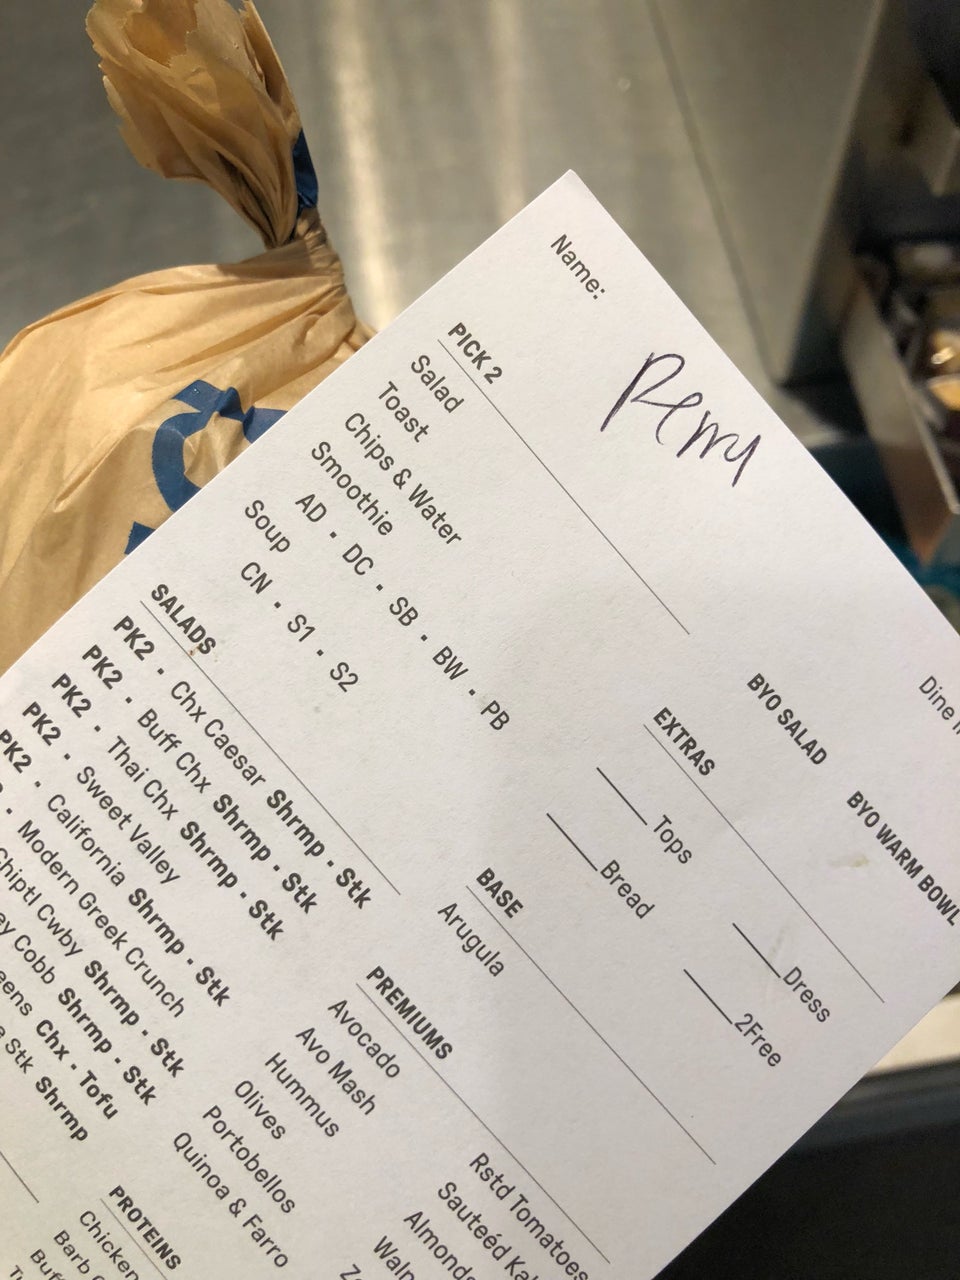 Name:
Perry
PICK 2
Salad
Toast
Chips & Water
Smoothie
AD • DC • SB • BW • PB
Soup
CN • S1 • S2
SALADS
PK2 • Chx Caesar Shrmp • Stk
PK2 • Buff Chx Shrmp • Stk
PK2 • Thai Chx Shrmp • Stk
PK2 • Sweet Valley
PK2 • California Shrmp • Stk
• Modern Greek Crunch
Chiptl Cwby Shrmp • Stk
Cobb Shrmp • Stk
Chx • Tofu
Stk Shrmp
Dine
BYO SALAD
BYO WARM BOWL
EXTRAS
Tops
Dress
Bread
2Free
BASE
Arugula
PREMIUMS
Avocado
Avo Mash
Hummus
Olives
Portobellos
Quinoa & Farro
Rstd Tomatoes
Sauteéd
PROTEINS
Chicken
Barb